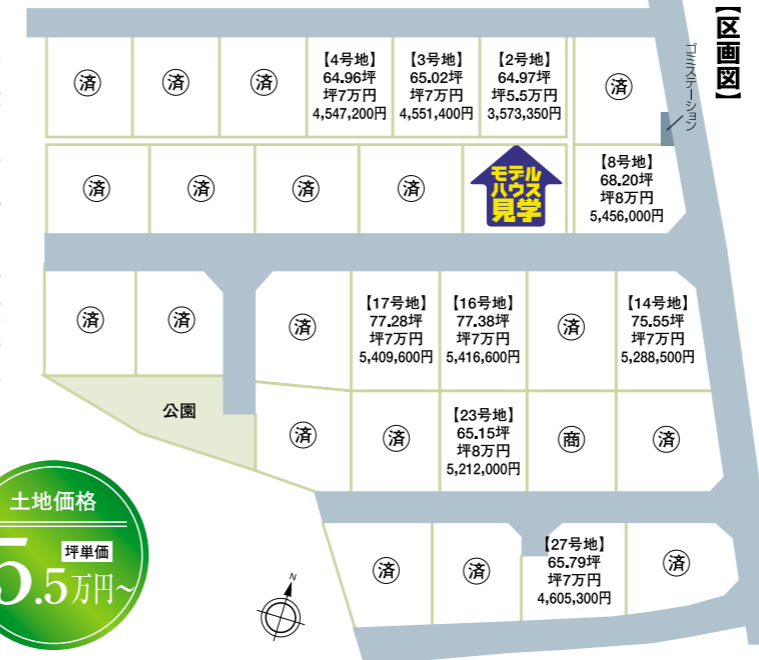 【区画図】
ゴミステーション
済
済
済
【4号地】
64.96坪
坪7万円
4,547,200円
【3号地】
65.02坪
坪7万円
4,551,400円
【2号地】
64.97坪
坪5.5万円
3,573,350円
済
済
済
済
済
モデル
ハウス
見学
【8号地】
68.20坪
坪8万円
5,456,000円
済
済
済
【17号地】
77.28坪
坪7万円
5,409,600円
【16号地】
77.38坪
坪7万円
5,416,600円
済
【14号地】
75.55坪
坪7万円
5,288,500円
公園
済
済
【23号地】
65.15坪
坪8万円
5,212,000円
商
済
土地価格
坪単価
5.5万円~
N
済
済
【27号地】
65.79坪
坪7万円
4,605,300円
済